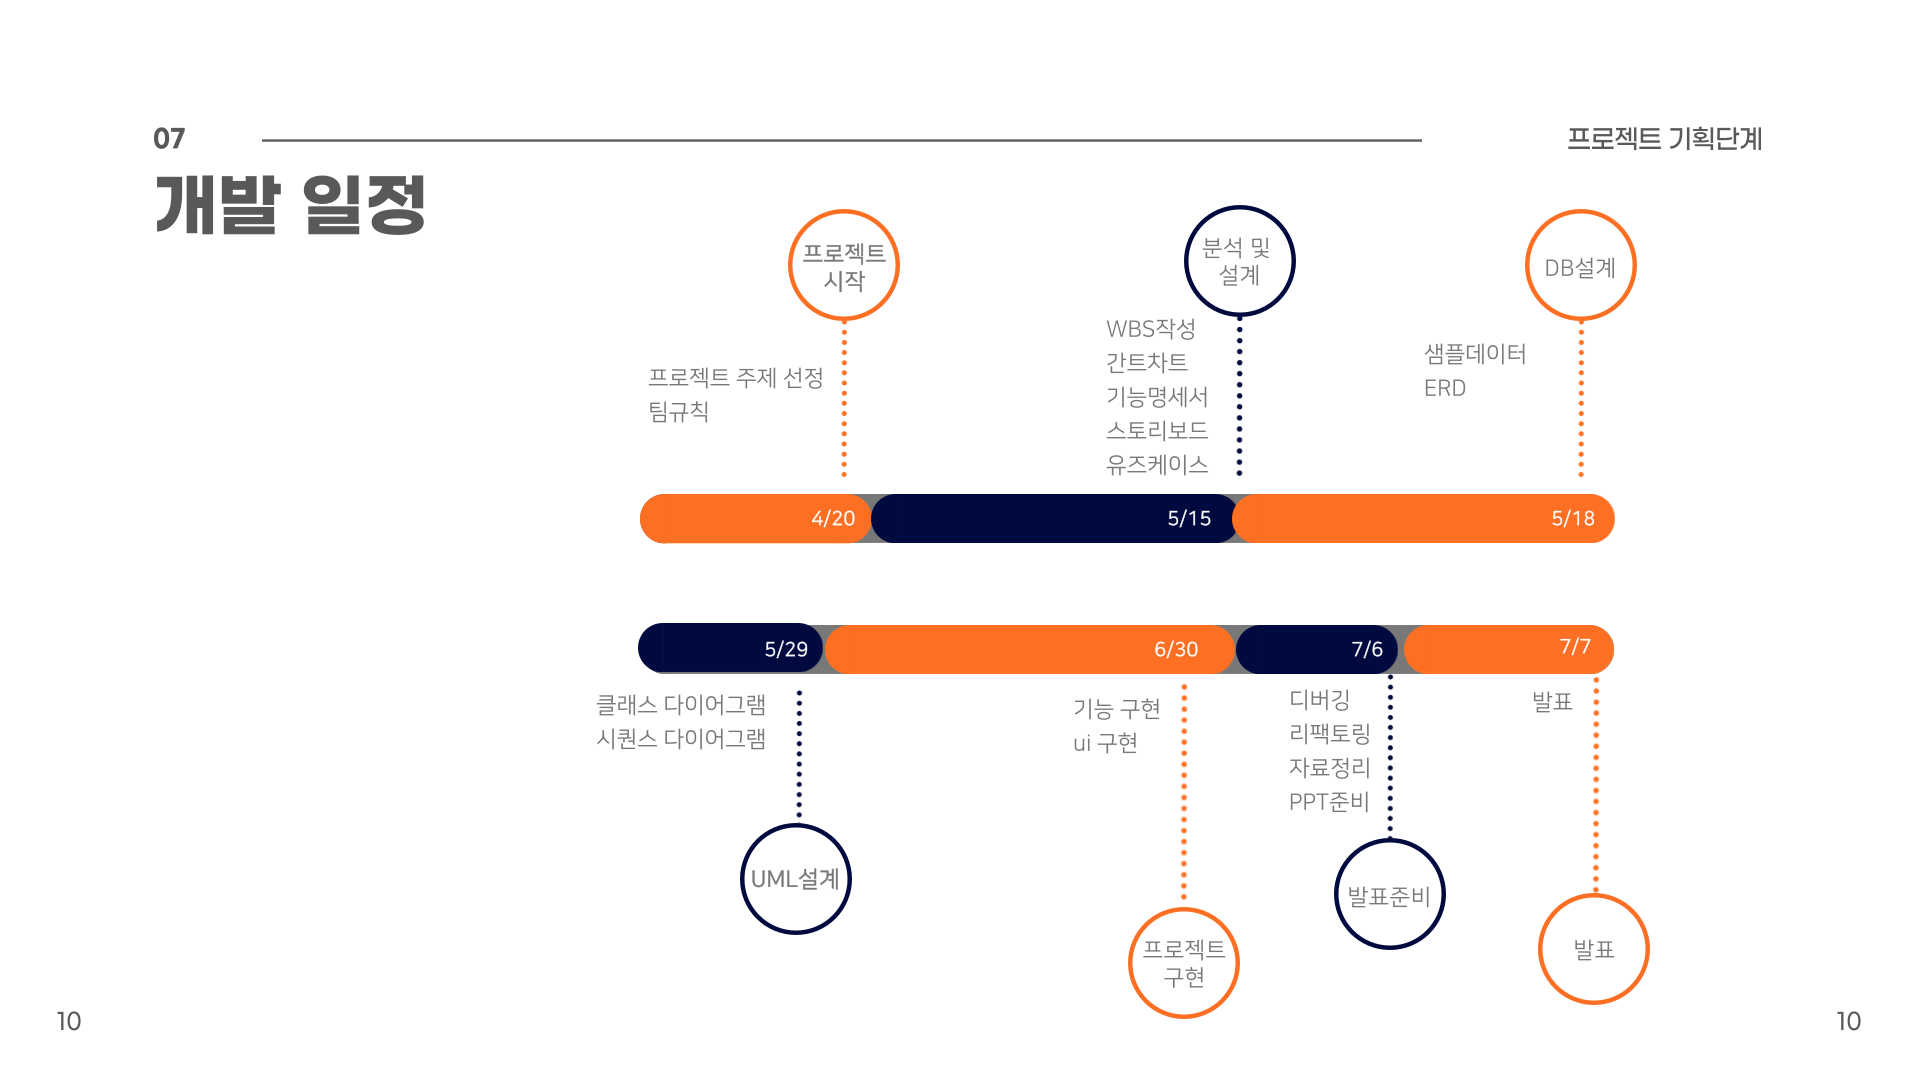 07
프로젝트 기획단계
개발 일정
프로젝트
시작
프로젝트 주제 선정
팀규칙
분석 및
설계
WBS작성
간트차트
기능명세서
스토리보드
유즈케이스
DB설계
샘플데이터
ERD
4/20
5/15
5/18
5/29
6/30
7/6
7/7
클래스 다이어그램
시퀀스 다이어그램
UML설계
기능 구현
ui 구현
프로젝트
구현
디버깅
리팩토링
자료정리
PPT준비
발표준비
발표
발표
10
10